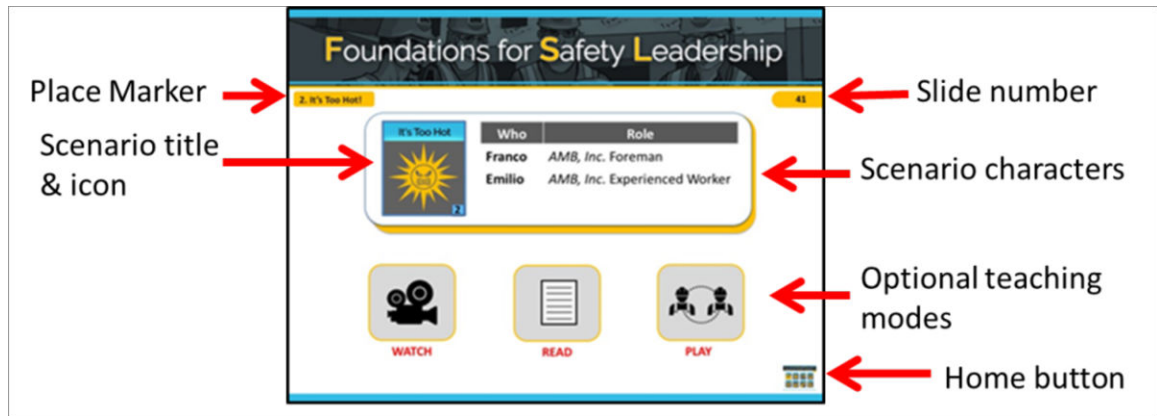 Foundations for Safety Leadership
Place Marker
2. It's Too Hot!
41
Slide number
Scenario title
& icon
It's Too Hot
2
Who Role
Franco AMB, Inc. Foreman
Emilio AMB, Inc. Experienced Worker
Scenario characters
WATCH
READ
PLAY
Optional teaching
modes
Home button